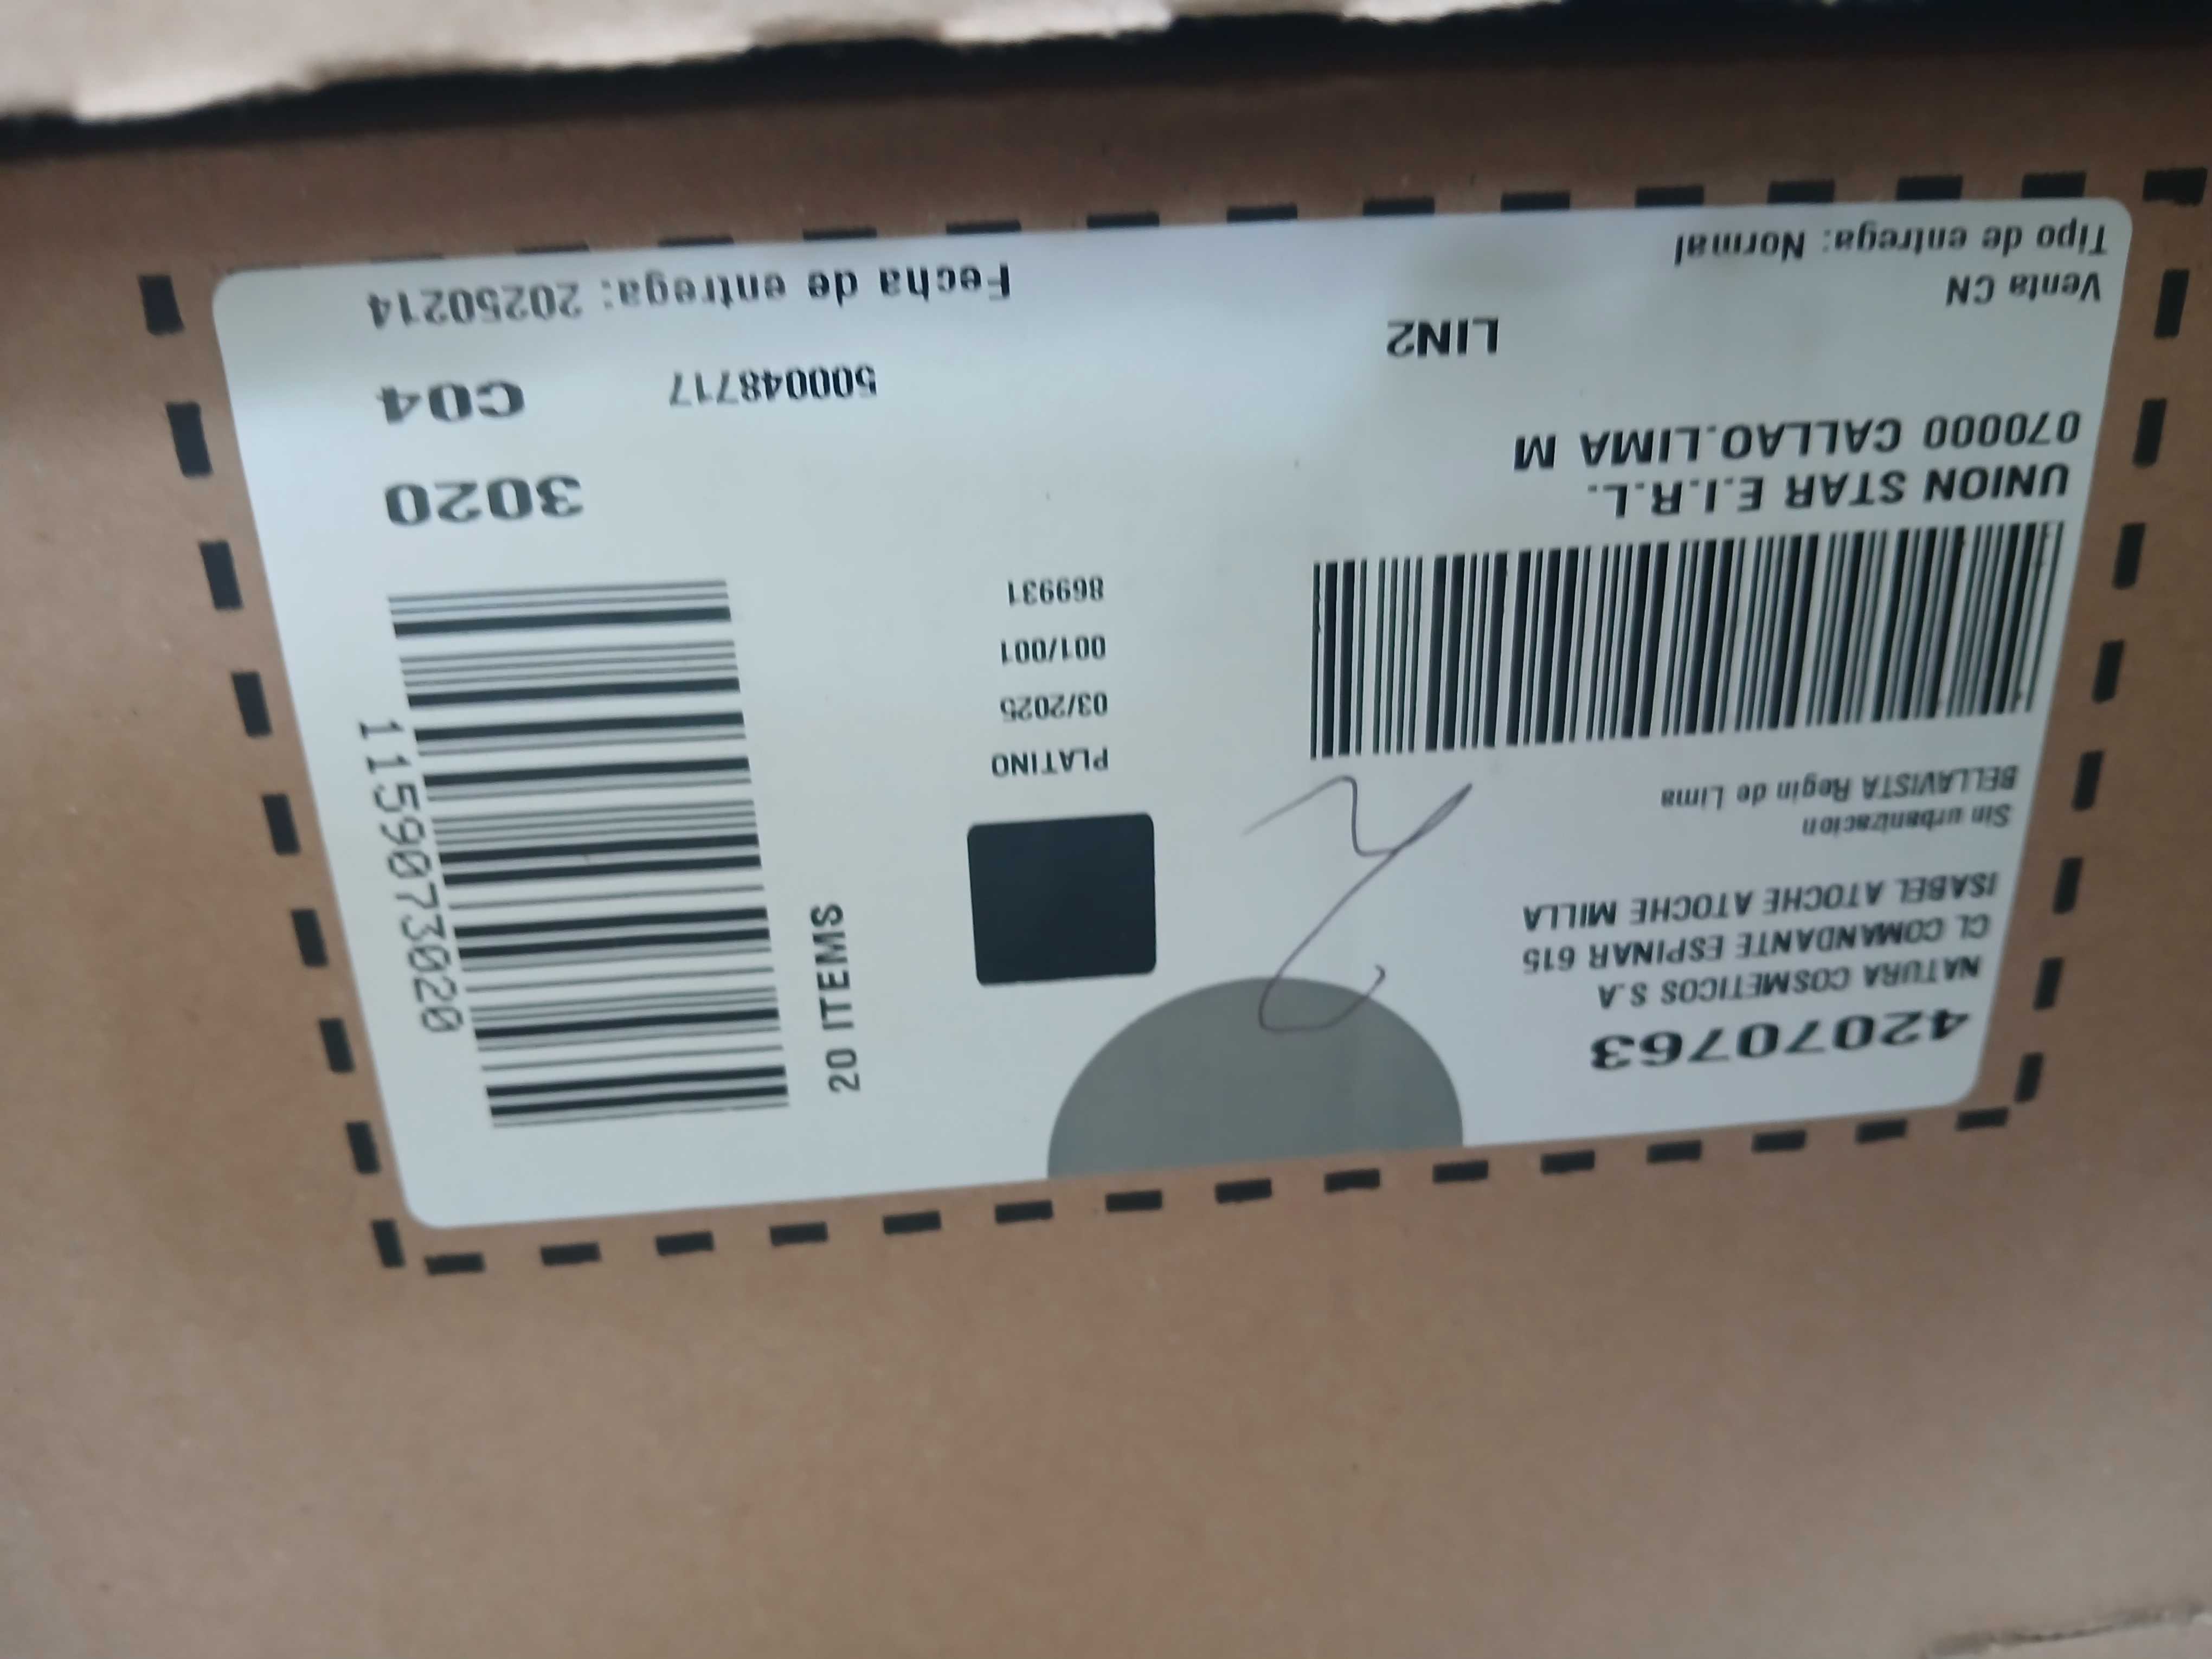 42070763
NATURA COSMETICOS S.A
CL COMANDANTE ESPINAR 615
ISABEL ATOCHE ATOCHE MILLA
Sin urbanizacion
BELLAVISTA Regin de Lima
UNION STAR E.I.R.L.
070000 CALLAO.LIMA M
LIN2
Venta CN
Tipo de entrega: Normal
PLATINO
03/2025
001/001
869931
20 ITEMS
1159073020
3020
C04
500048717
Fecha de entrega: 20250214